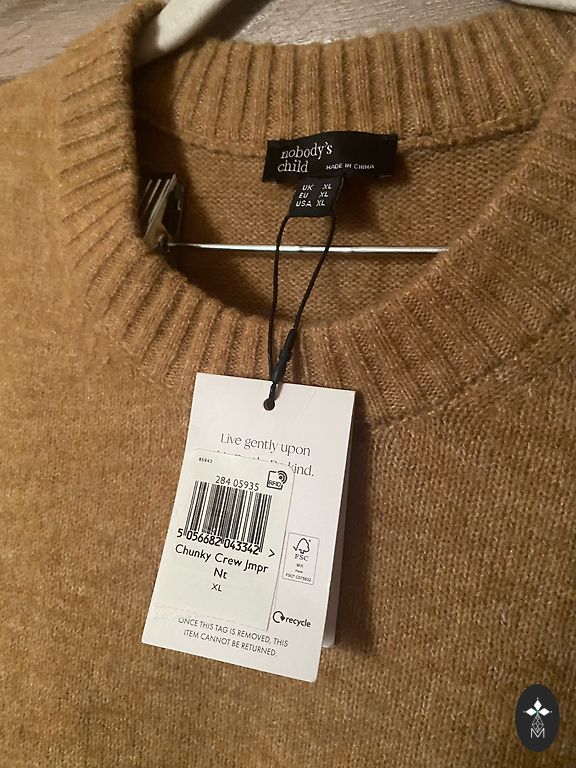 nobody's
child
MADE IN CHINA
UK XL
EU XL
USA XL
Live gently upon
kind.
85943
284 05935
RFID
5 056682 043342 >
Chunky Crew Jmpr
Nt
XL
FSC
MIX
recycle
ONCE THIS TAG IS REMOVED, THIS
ITEM CANNOT BE RETURNED
M